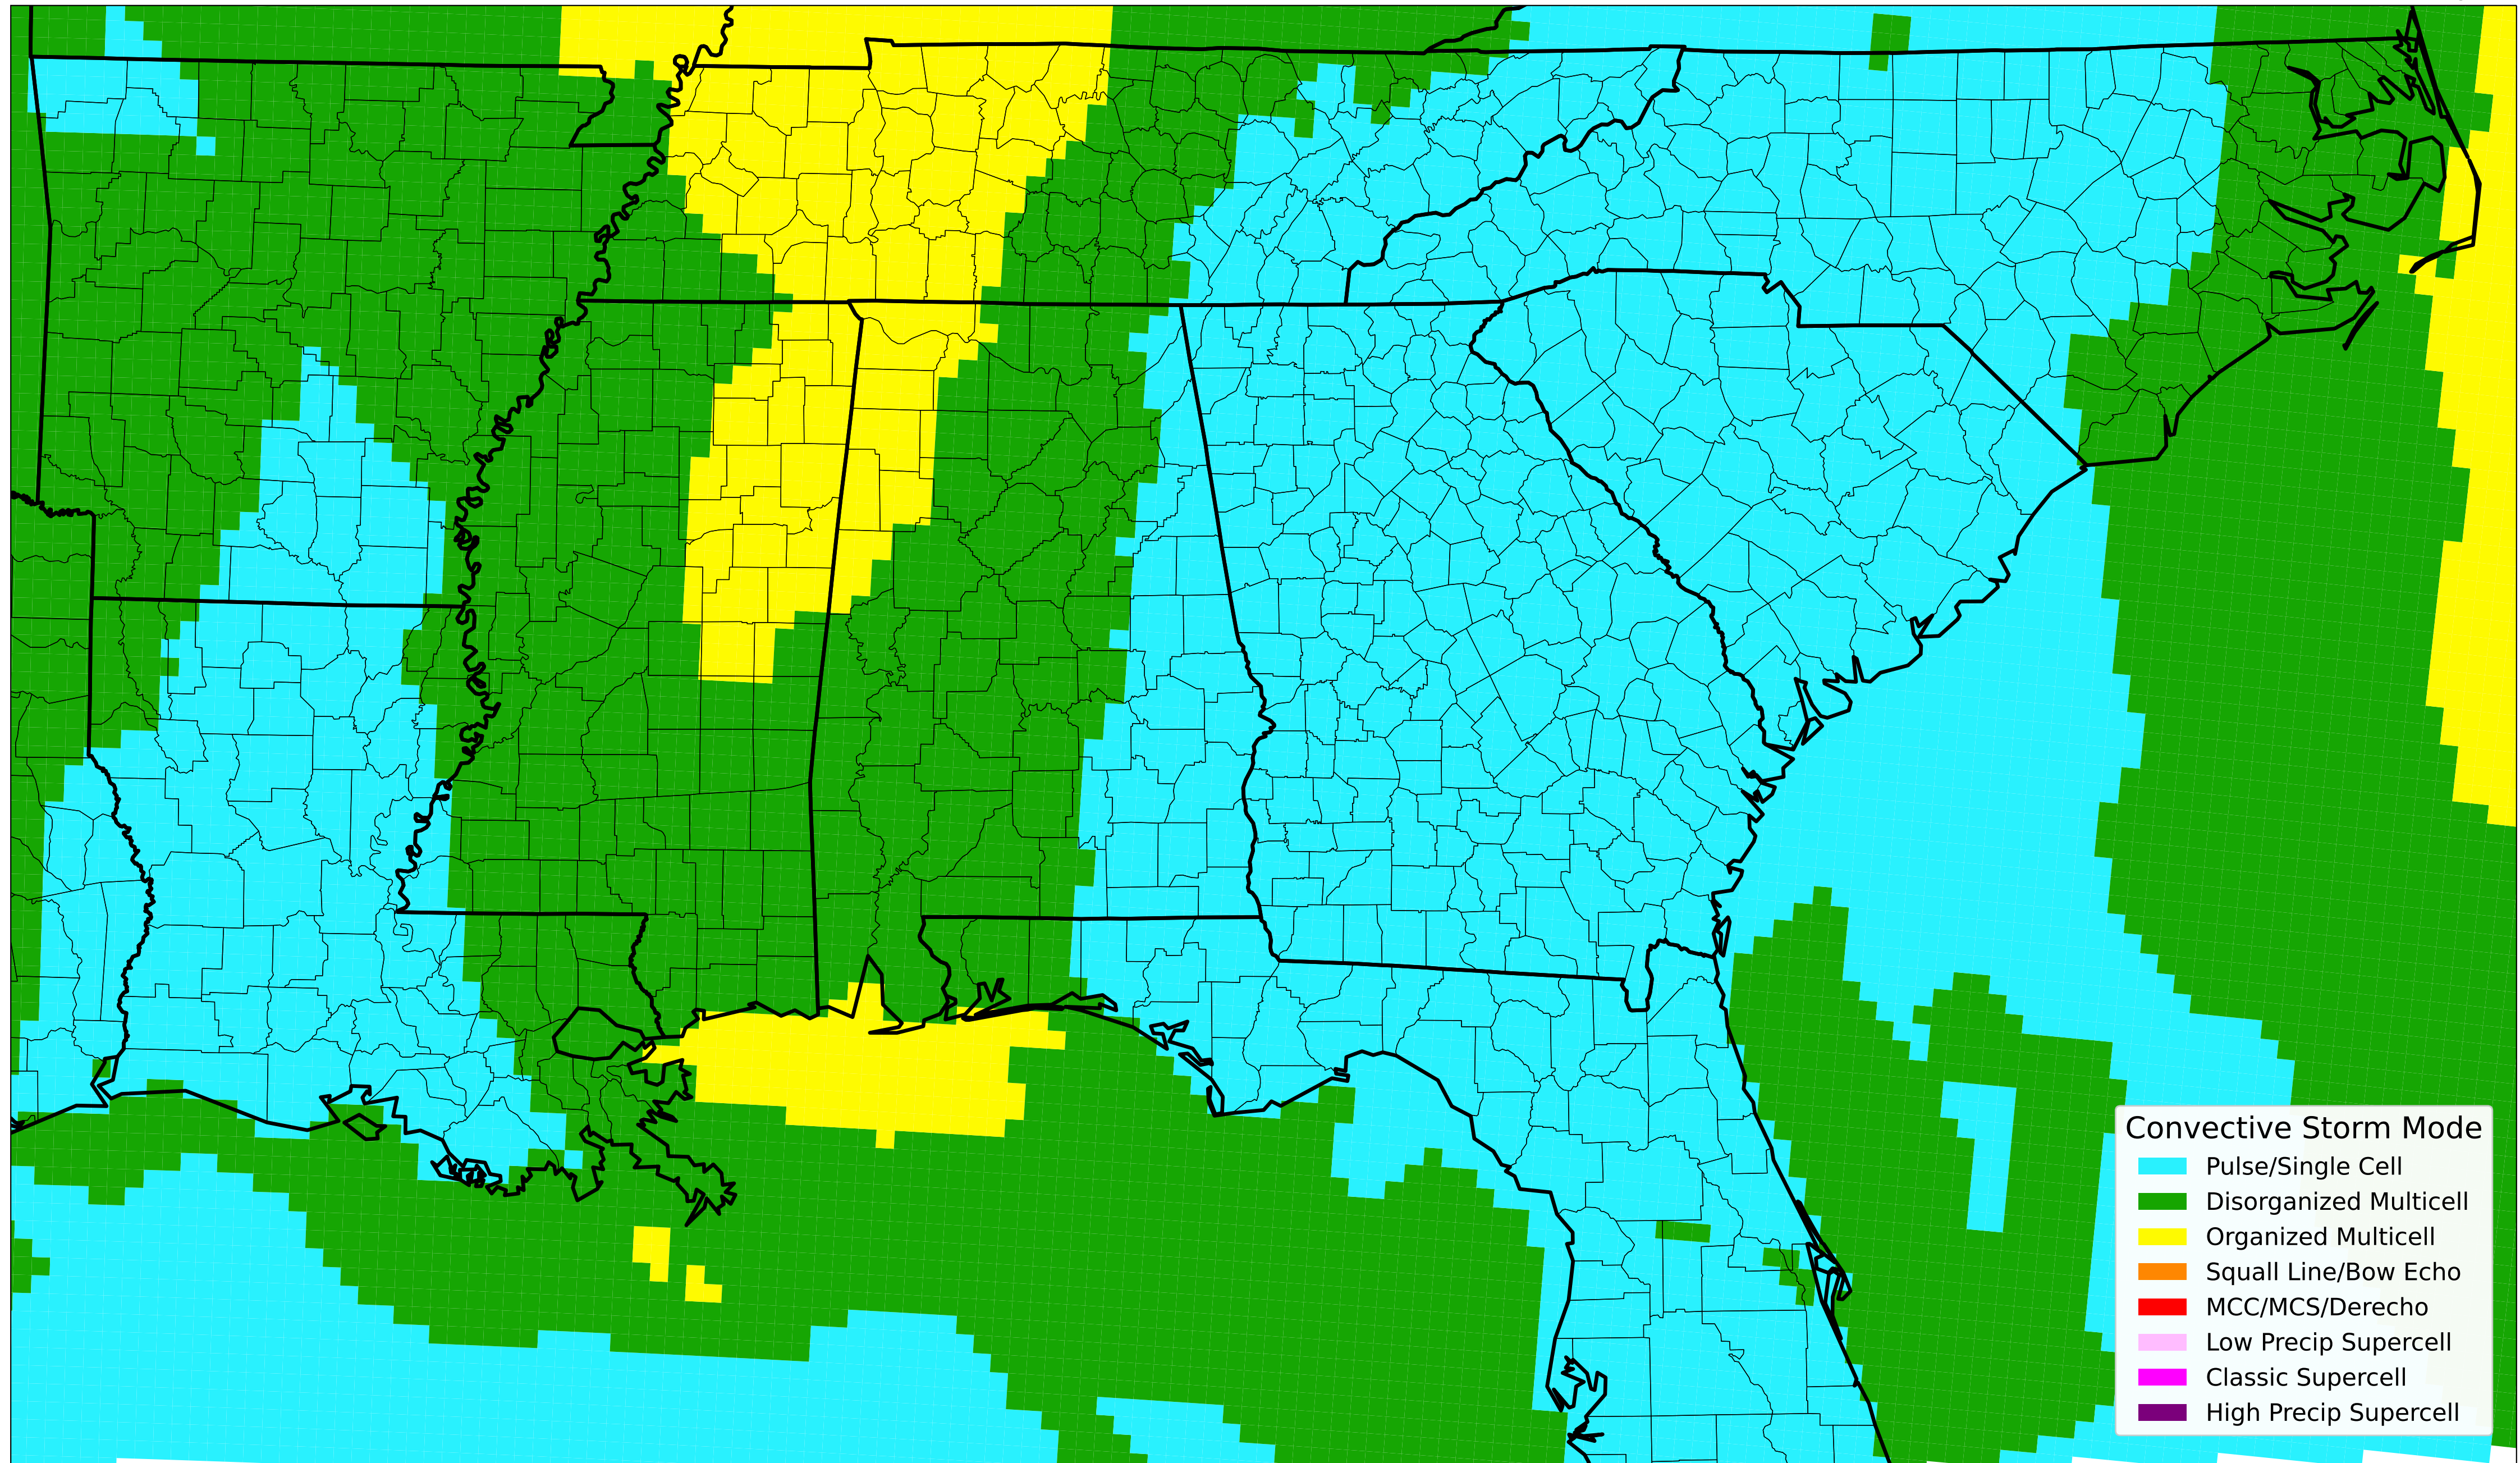 Convective Storm Mode
Pulse/Single Cell
Disorganized Multicell
Organized Multicell
Squall Line/Bow Echo
MCC/MCS/Derecho
Low Precip Supercell
Classic Supercell
High Precip Supercell